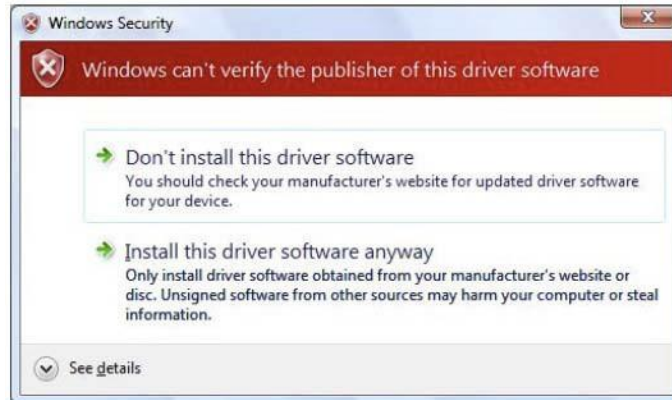 Windows Security
Windows can't verify the publisher of this driver software
Don't install this driver software
You should check your manufacturer's website for updated driver software
for your device.
Install this driver software anyway
Only install driver software obtained from your manufacturer's website or
disc. Unsigned software from other sources may harm your computer or steal
information.
See details